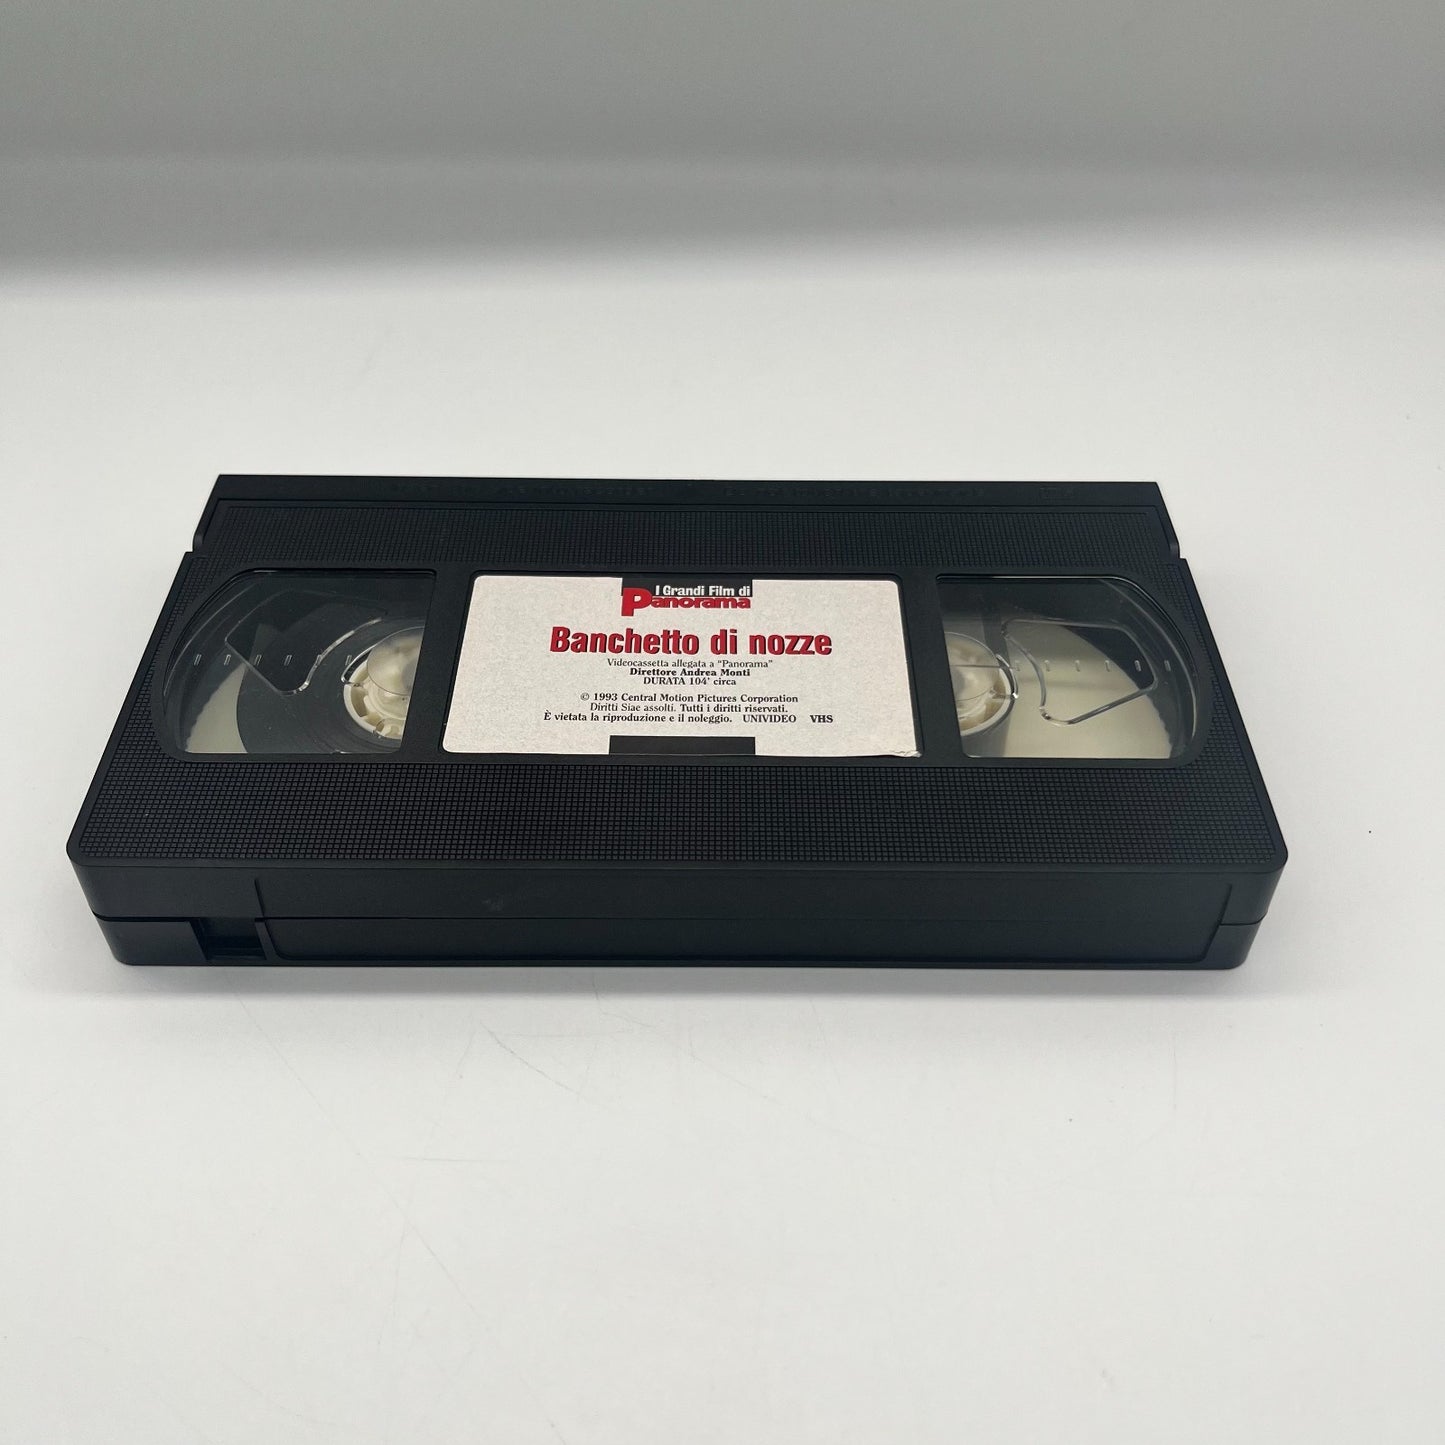 I Grandi Film di
Panorama
Banchetto di nozze
Videocassetta allegata a "Panorama"
Direttore Andrea Monti
DURATA 104' circa
© 1993 Central Motion Pictures Corporation
Diritti Siae assolti. Tutti i diritti riservati.
È vietata la riproduzione e il noleggio. UNIVIDEO VHS